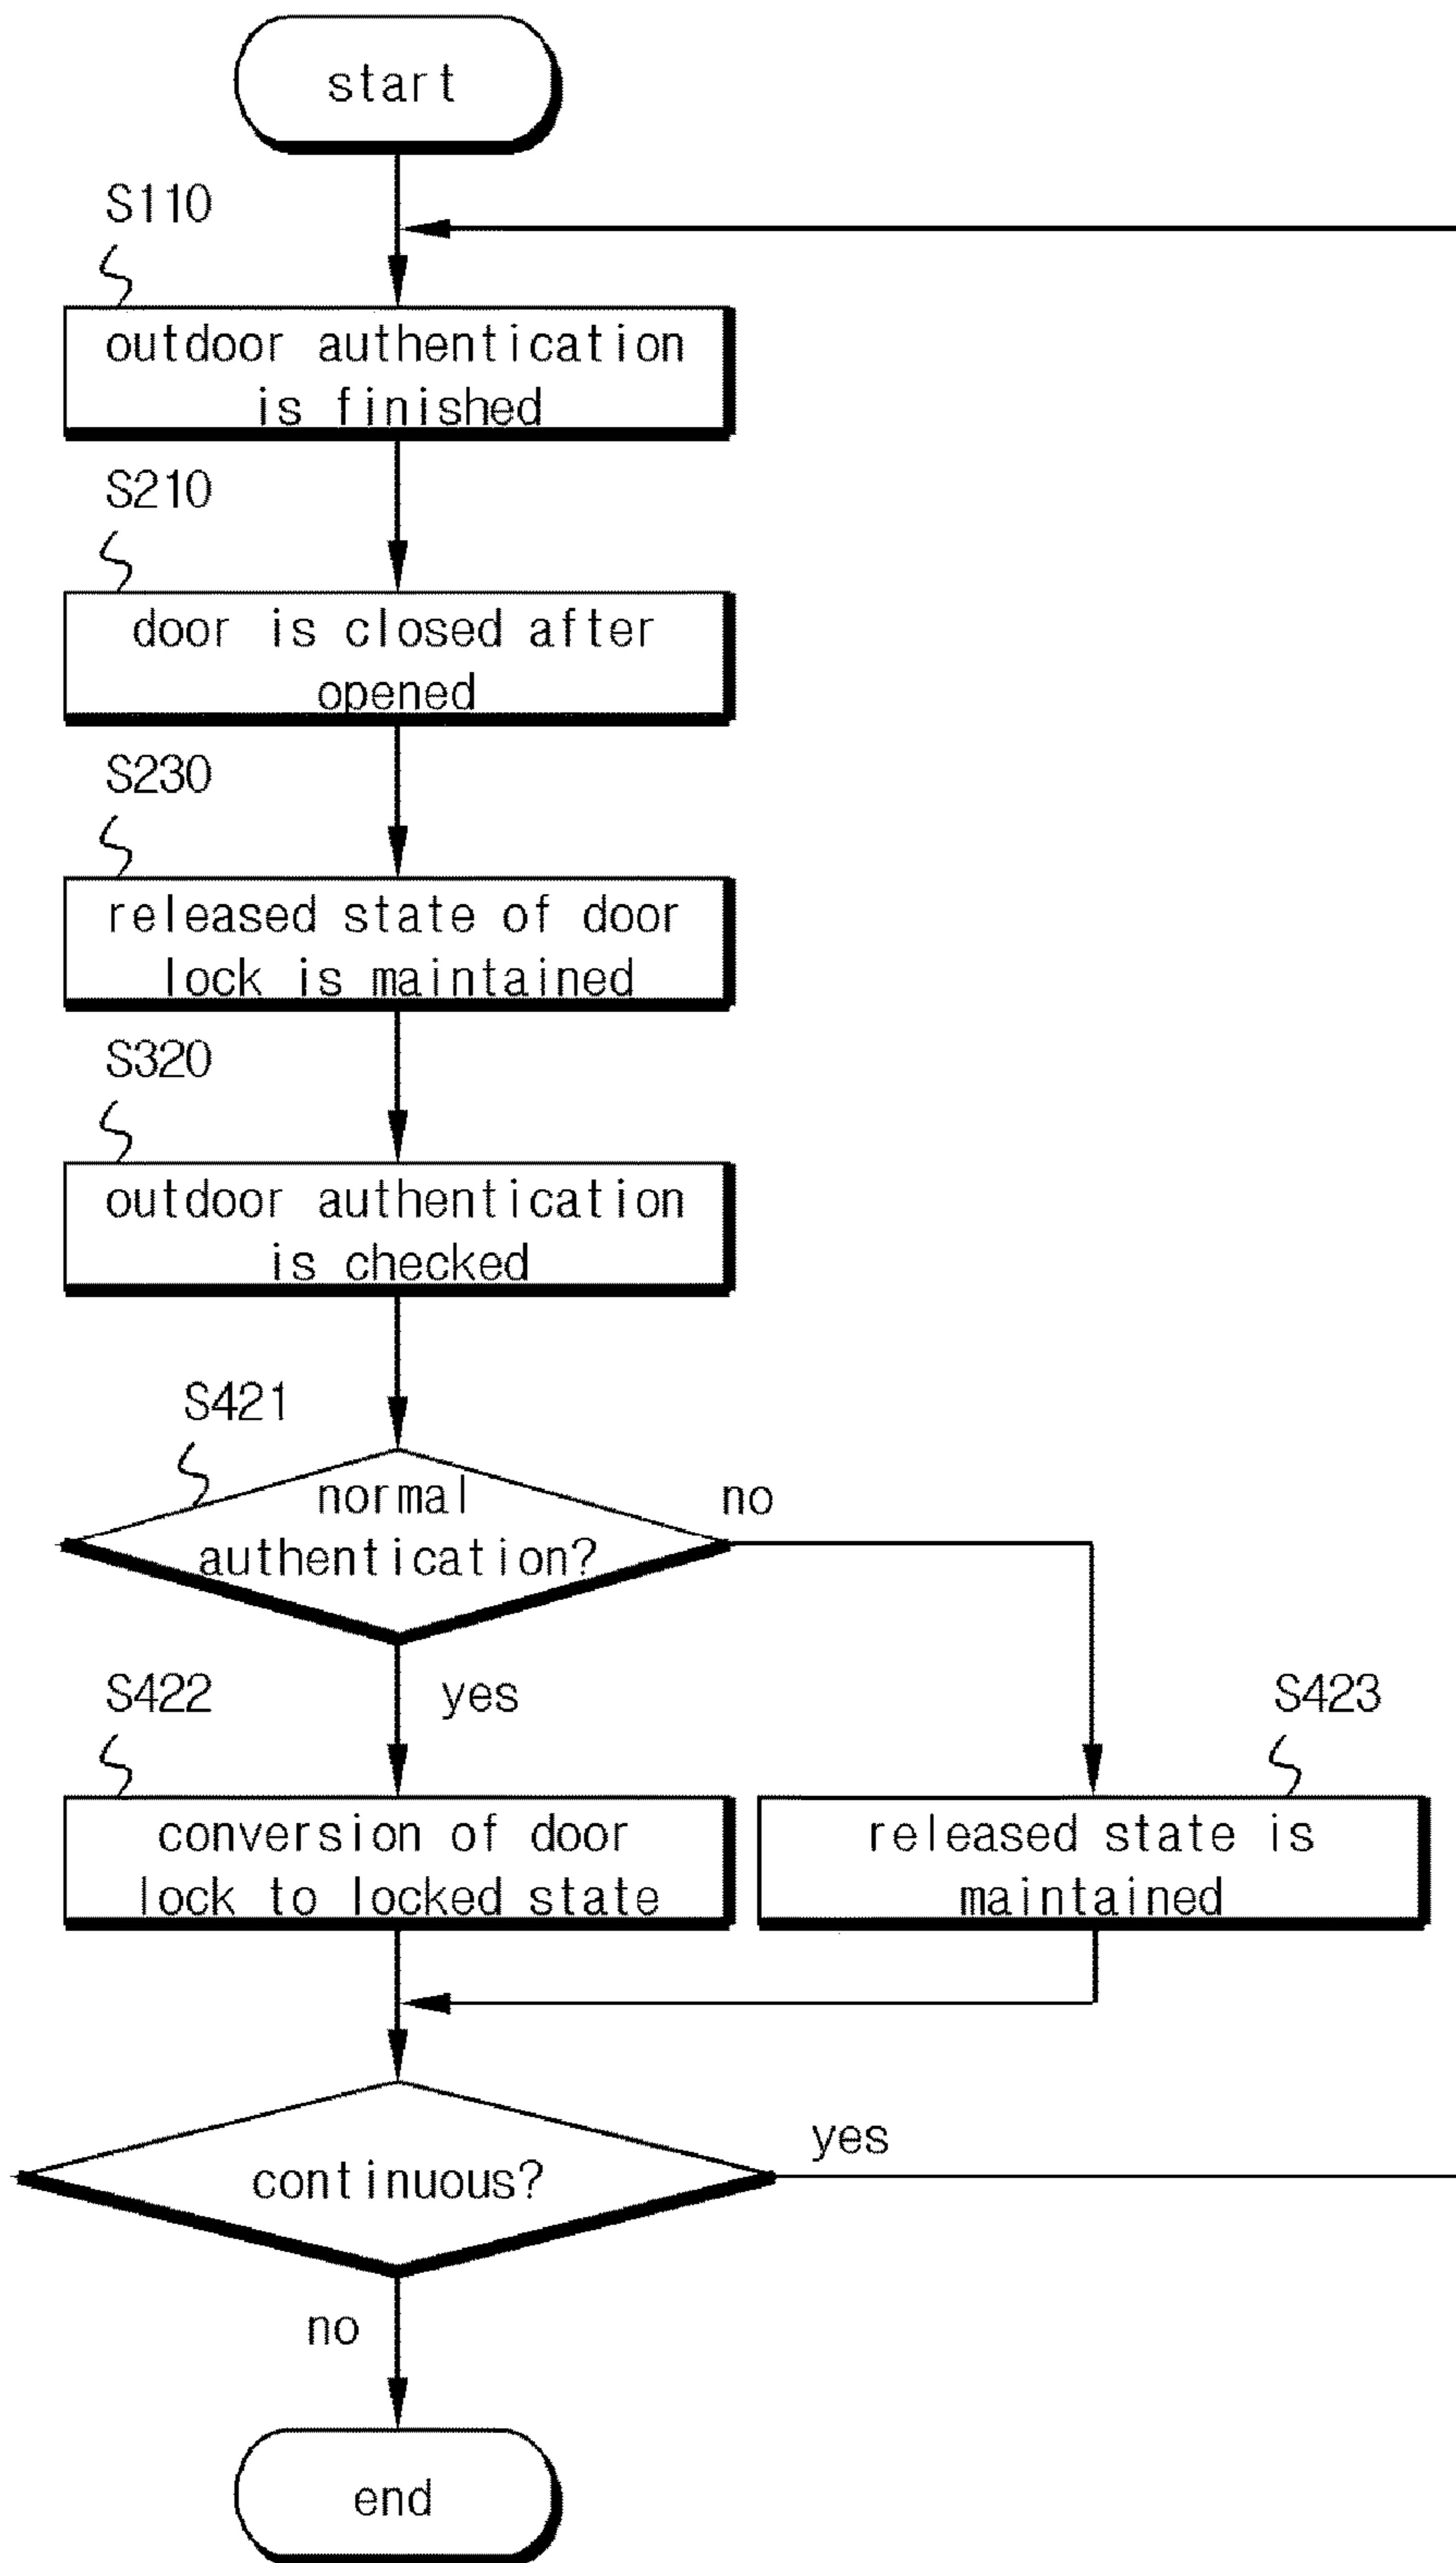 start
S110
outdoor authentication
is finished
S210
door is closed after
opened
S230
released state of door
lock is maintained
S320
outdoor authentication
is checked
S421
normal
authentication?
no
yes
S422
conversion of door
lock to locked state
S423
released state is
maintained
continuous?
yes
no
end